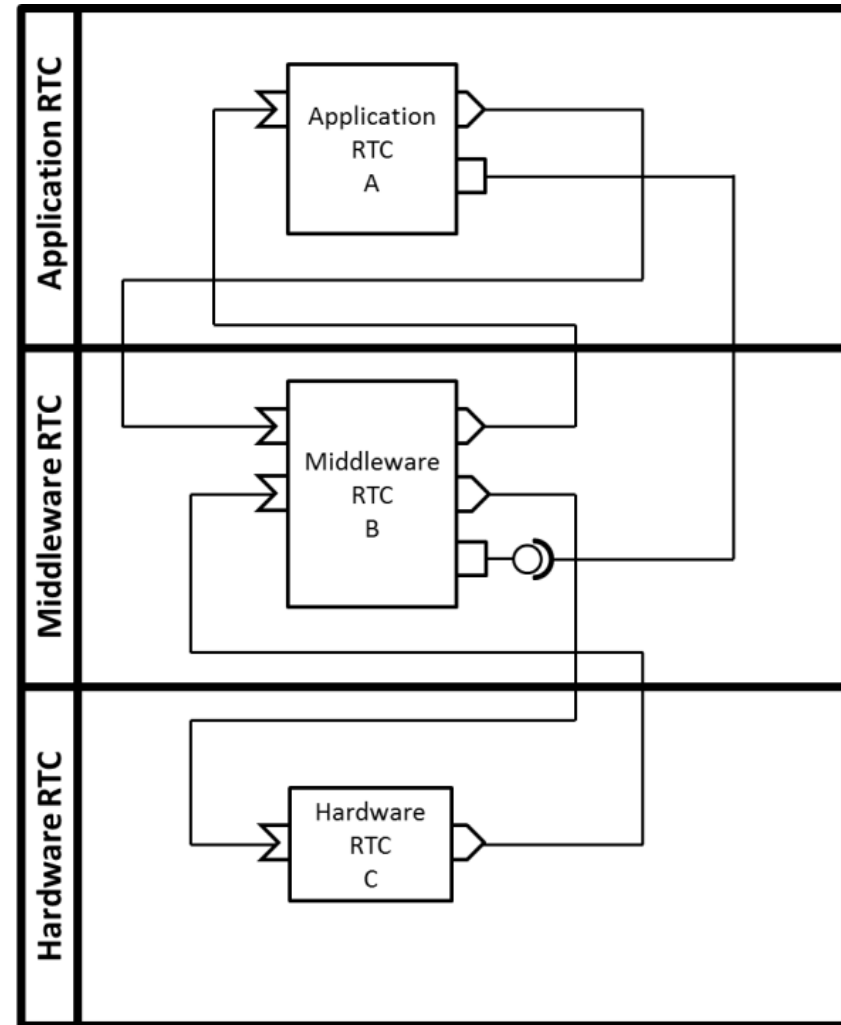 Application RTC
Application
RTC
A
Middleware RTC
Middleware
RTC
B
Hardware RTC
Hardware
RTC
C